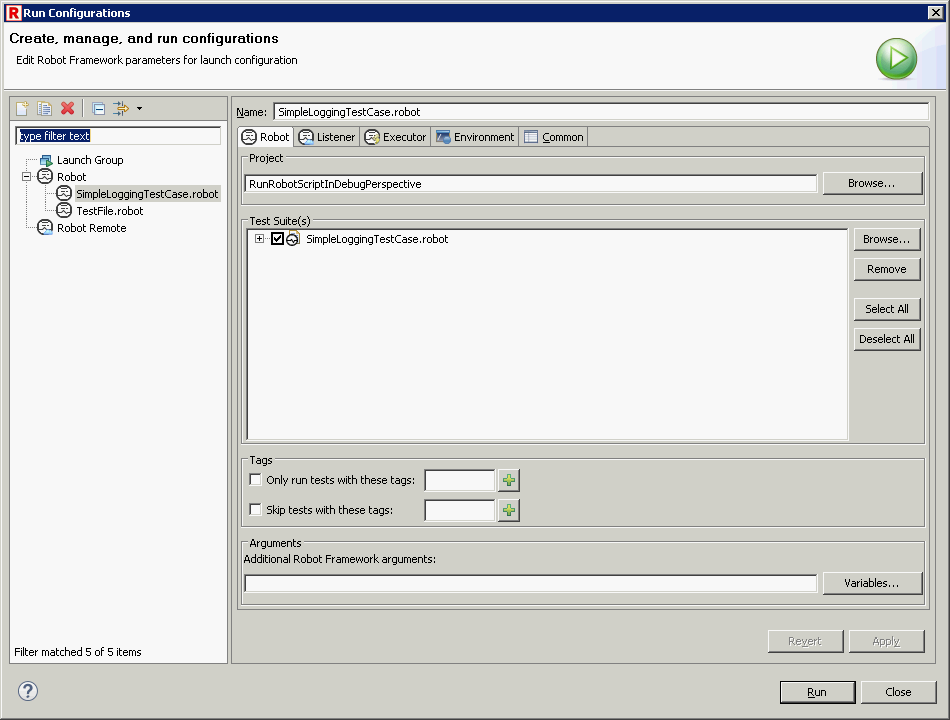 R Run Configurations
Create, manage, and run configurations
Edit Robot Framework parameters for launch configuration
type filter text
Launch Group
Robot
SimpleLoggingTestCase.robot
TestFile.robot
Robot Remote
Filter matched 5 of 5 items
Name: SimpleLoggingTestCase.robot
Robot Listener Executor Environment Common
Project
RunRobotScriptInDebugPerspective Browse...
Test Suite(s)
SimpleLoggingTestCase.robot
Browse...
Remove
Select All
Deselect All
Tags
Only run tests with these tags:
Skip tests with these tags:
Arguments
Additional Robot Framework arguments:
Variables...
Revert Apply
? Run Close